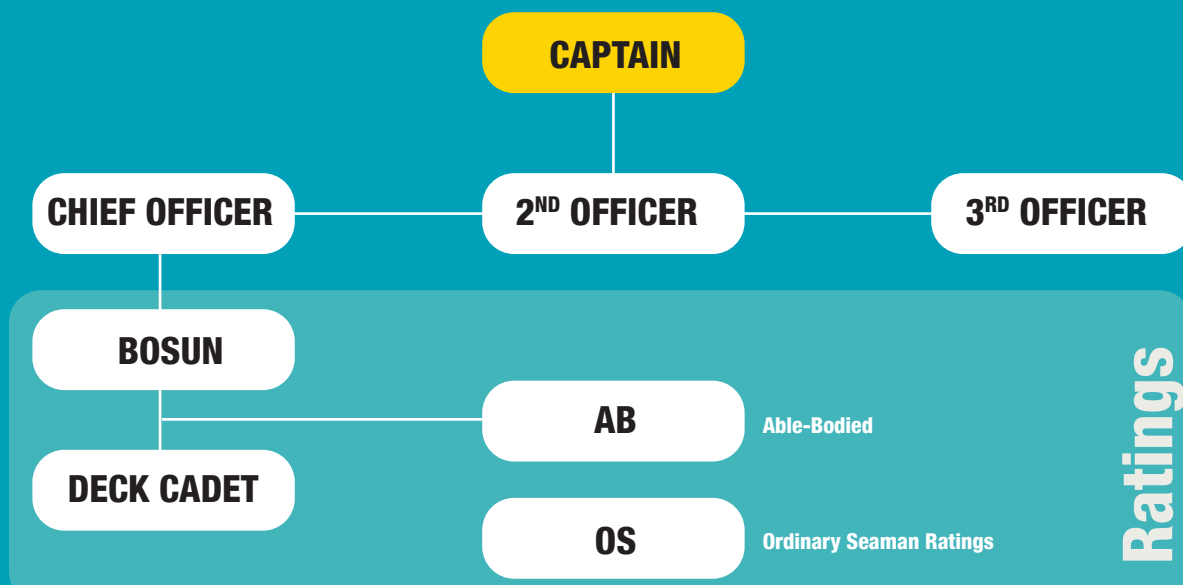 CAPTAIN
CHIEF OFFICER
2ND OFFICER
3RD OFFICER
BOSUN
AB
Able-Bodied
DECK CADET
OS
Ordinary Seaman Ratings
Ratings